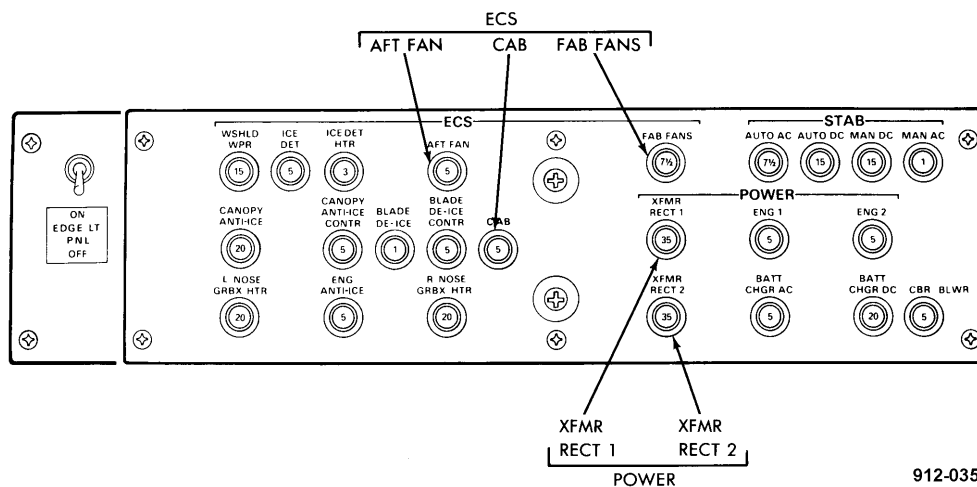 ECS
AFT FAN CAB FAB FANS
ECS
STAB
WSHLD WPR
ICE DET
ICE DET HTR
AFT FAN
FAB FANS
AUTO AC
AUTO DC
MAN DC
MAN AC
15 5 3 5 7½ 7½ 15 15 1
POWER
CANOPY ANTI-ICE
CANOPY ANTI-ICE CONTR
BLADE DE-ICE
BLADE DE-ICE CONTR
CAB
XFMR RECT 1
ENG 1
ENG 2
20 5 1 5 5 35 5 5
L NOSE GRBX HTR
ENG ANTI-ICE
R NOSE GRBX HTR
XFMR RECT 2
BATT CHGR AC
BATT CHGR DC
CBR BLWR
20 5 20 35 5 20 5
ON
EDGE LT
PNL
OFF
XFMR RECT 1
XFMR RECT 2
POWER
912-035